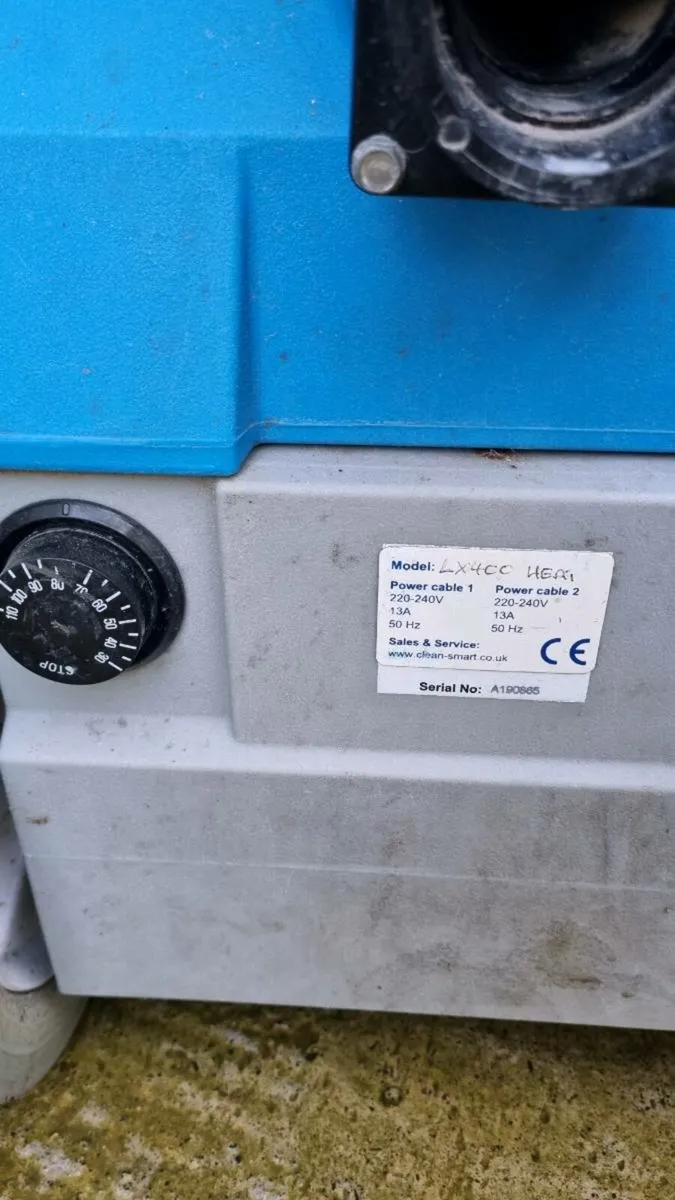 0
110 100 90 80 70 60 50 40 30
STOP
Model: LX400 HEAT
Power cable 1 Power cable 2
220-240V 220-240V
13A 13A
50 Hz 50 Hz
Sales & Service:
www.clean-smart.co.uk CE
Serial No: A190865